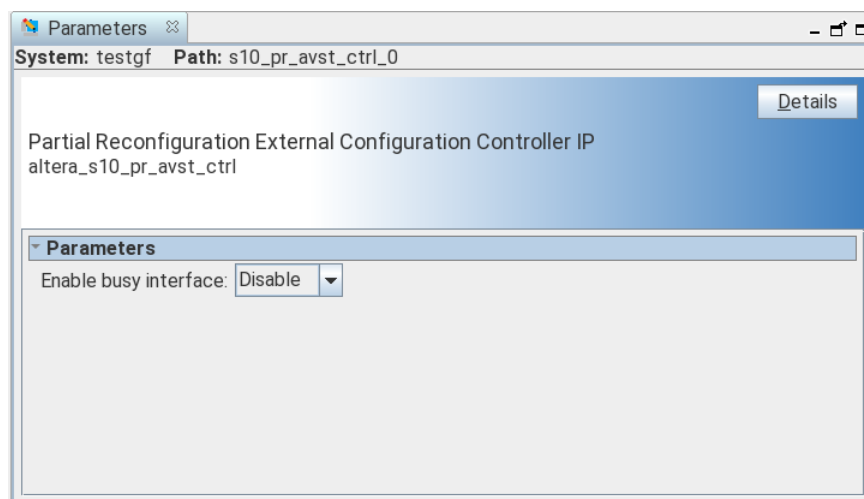 Parameters
System: testgf Path: s10_pr_avst_ctrl_0
Details
Partial Reconfiguration External Configuration Controller IP
altera_s10_pr_avst_ctrl
Parameters
Enable busy interface: Disable